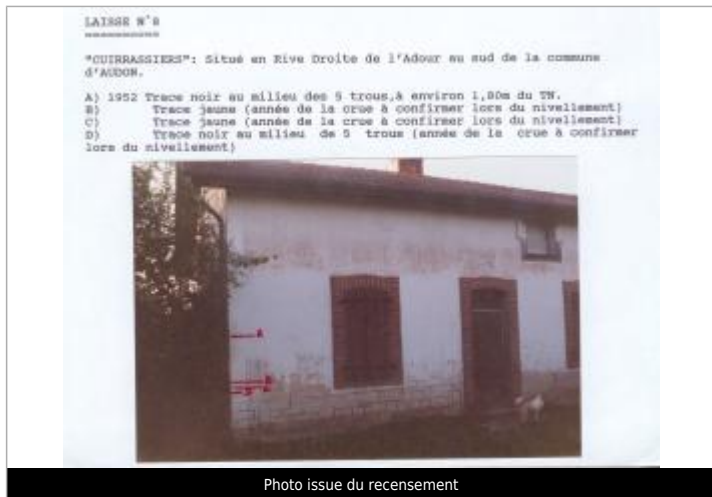 LAISSE N°8
"CUIRRASSIERS": Situé en Rive Droite de l'Adour au sud de la commune
d'AUDON.
A) 1952 Trace noir au milieu des 5 trous,à environ 1,80m du TN.
B) Trace jaune (année de la crue à confirmer lors du nivellement)
C) Trace jaune (année de la crue à confirmer lors du nivellement)
D) Trace noir au milieu de 5 trous (année de la crue à confirmer
lors du nivellement)
A
Photo issue du recensement